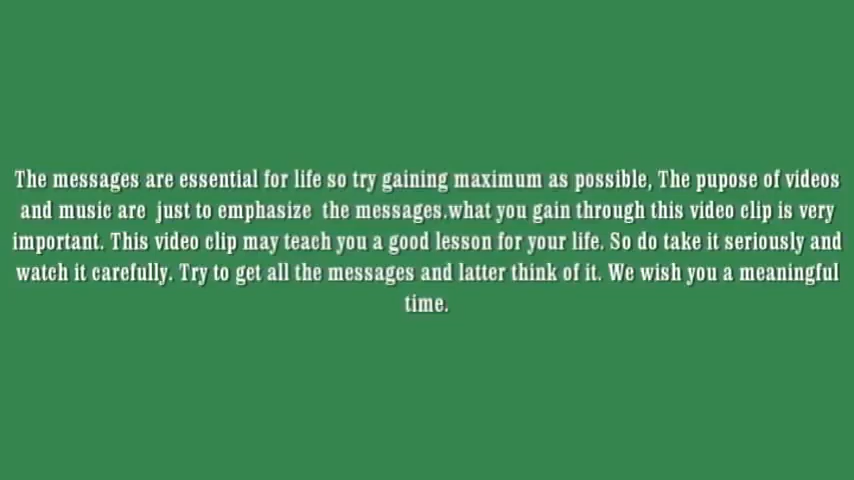 The messages are essential for life so try gaining maximum as possible, The pupose of videos
and music are  just to emphasize  the messages.what you gain through this video clip is very
important. This video clip may teach you a good lesson for your life. So do take it seriously and
watch it carefully. Try to get all the messages and latter think of it. We wish you a meaningful
time.